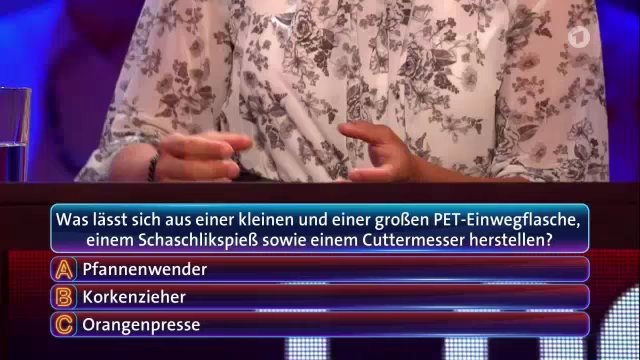 Was lässt sich aus einer kleinen und einer großen PET-Einwegflasche,
einem Schaschlikspieß sowie einem Cuttermesser herstellen?
A Pfannenwender
B Korkenzieher
C Orangenpresse